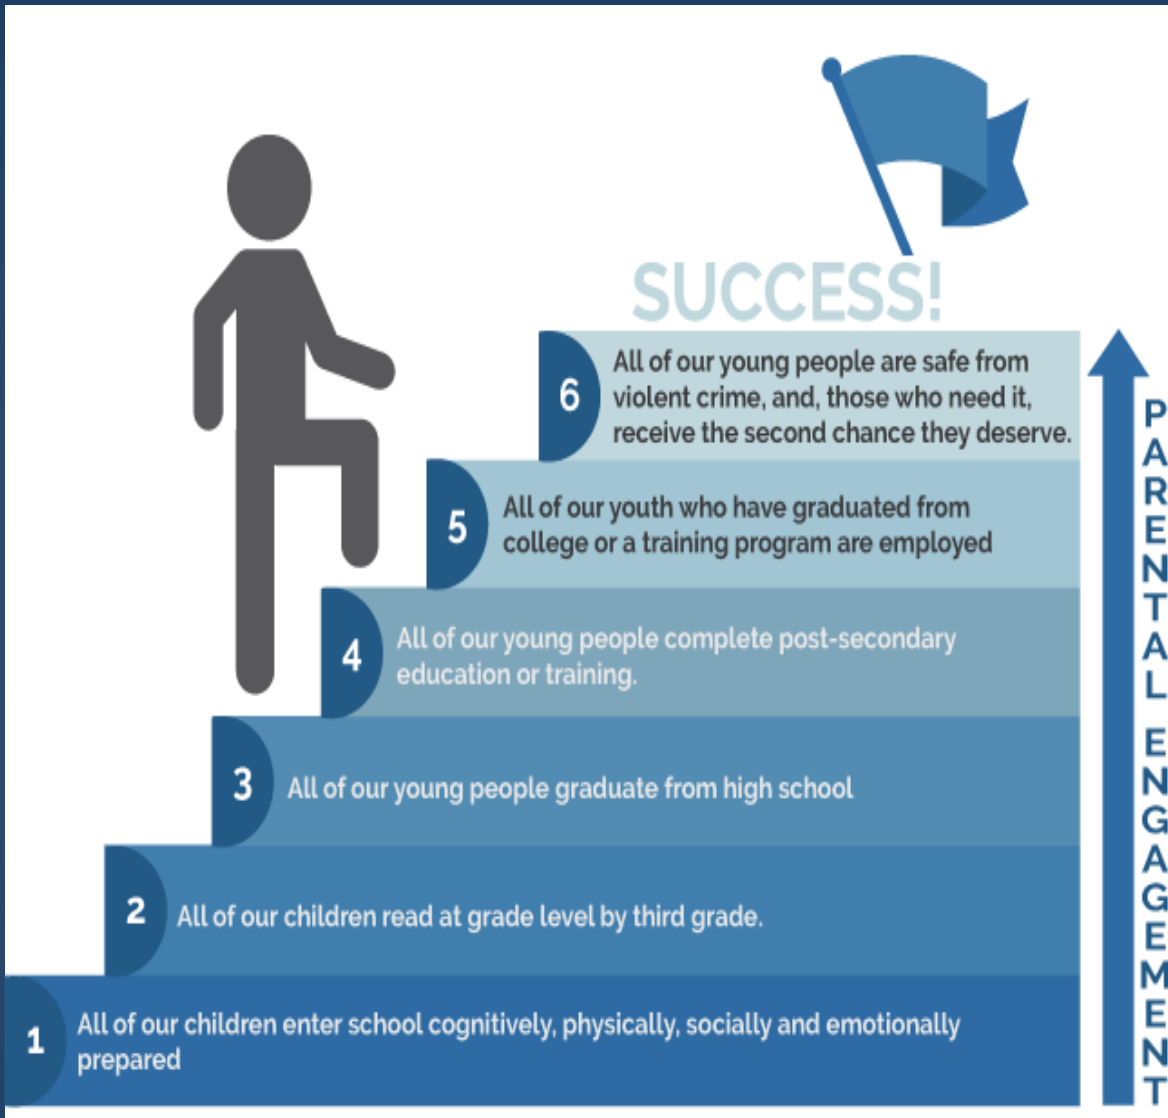 SUCCESS!
6
All of our young people are safe from
violent crime, and, those who need it,
receive the second chance they deserve.
5
All of our youth who have graduated from
college or a training program are employed
4
All of our young people complete post-secondary
education or training.
3
All of our young people graduate from high school
2
All of our children read at grade level by third grade.
1
All of our children enter school cognitively, physically, socially and emotionally
prepared
PARENTAL ENGAGEMENT